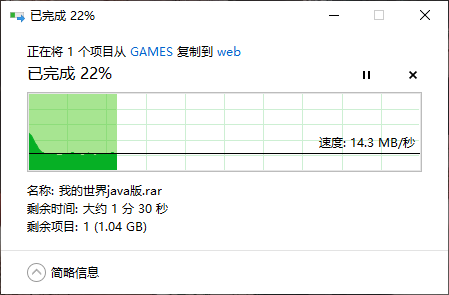 已完成 22%
正在将 1 个项目从 GAMES 复制到 web
已完成 22%
速度: 14.3 MB/秒
名称: 我的世界java版.rar
剩余时间: 大约 1 分 30 秒
剩余项目: 1 (1.04 GB)
简略信息